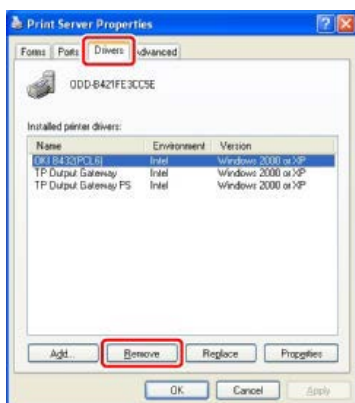 Print Server Properties
Forms Ports Drivers Advanced
ODD-B421FE3CC5E
Installed printer drivers:
Name Environment Version
OKI B432(PCL6) Intel Windows 2000 or XP
TP Output Gateway Intel Windows 2000 or XP
TP Output Gateway PS Intel Windows 2000 or XP
Add... Remove Replace Properties
OK Cancel Apply